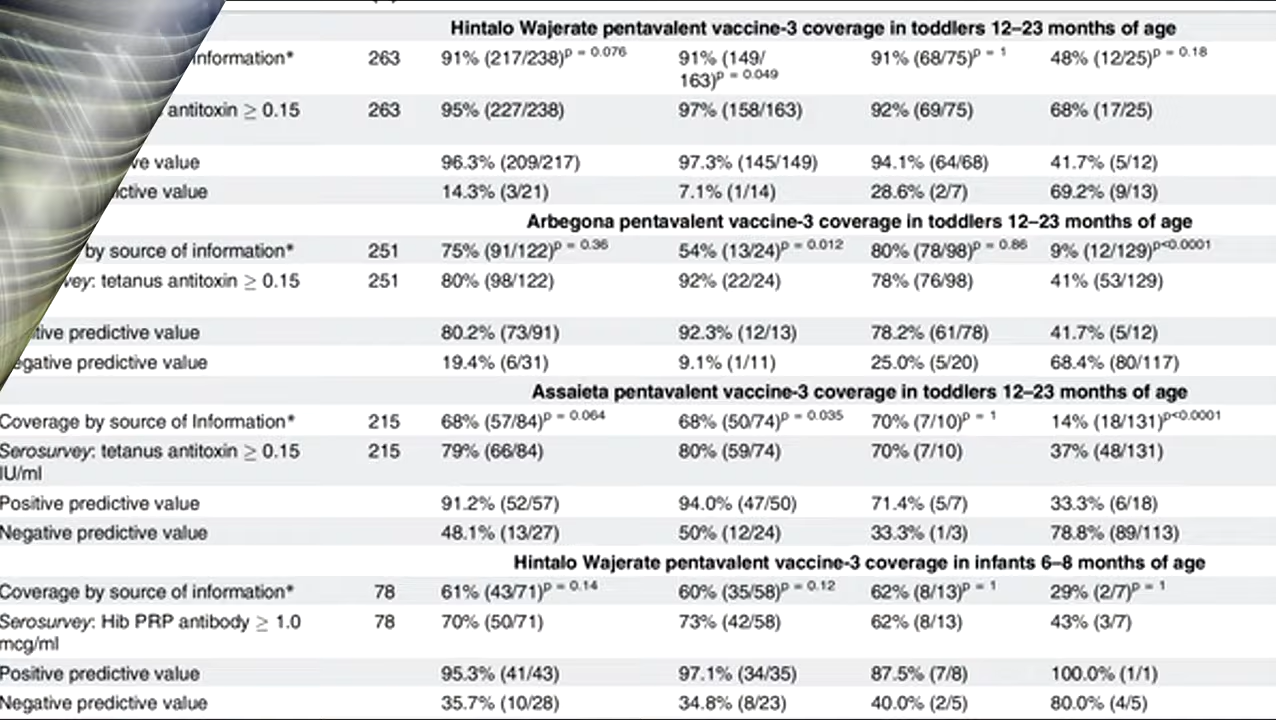 Hintalo Wajerate pentavalent vaccine-3 coverage in toddlers 12–23 months of age
information* 263 91% (217/238)p = 0.076 91% (149/163)p = 0.049 91% (68/75)p = 1 48% (12/25)p = 0.18
antitoxin ≥ 0.15 263 95% (227/238) 97% (158/163) 92% (69/75) 68% (17/25)
value 96.3% (209/217) 97.3% (145/149) 94.1% (64/68) 41.7% (5/12)
value 14.3% (3/21) 7.1% (1/14) 28.6% (2/7) 69.2% (9/13)
Arbegona pentavalent vaccine-3 coverage in toddlers 12–23 months of age
by source of information* 251 75% (91/122)p = 0.36 54% (13/24)p = 0.012 80% (78/98)p = 0.86 9% (12/129)p<0.0001
tetanus antitoxin ≥ 0.15 251 80% (98/122) 92% (22/24) 78% (76/98) 41% (53/129)
predictive value 80.2% (73/91) 92.3% (12/13) 78.2% (61/78) 41.7% (5/12)
predictive value 19.4% (6/31) 9.1% (1/11) 25.0% (5/20) 68.4% (80/117)
Assaieta pentavalent vaccine-3 coverage in toddlers 12–23 months of age
Coverage by source of Information* 215 68% (57/84)p = 0.064 68% (50/74)p = 0.035 70% (7/10)p = 1 14% (18/131)p<0.0001
Serosurvey: tetanus antitoxin ≥ 0.15 215 79% (66/84) 80% (59/74) 70% (7/10) 37% (48/131)
IU/ml
Positive predictive value 91.2% (52/57) 94.0% (47/50) 71.4% (5/7) 33.3% (6/18)
Negative predictive value 48.1% (13/27) 50% (12/24) 33.3% (1/3) 78.8% (89/113)
Hintalo Wajerate pentavalent vaccine-3 coverage in infants 6–8 months of age
Coverage by source of information* 78 61% (43/71)p = 0.14 60% (35/58)p = 0.12 62% (8/13)p = 1 29% (2/7)p = 1
Serosurvey: Hib PRP antibody ≥ 1.0 78 70% (50/71) 73% (42/58) 62% (8/13) 43% (3/7)
mcg/ml
Positive predictive value 95.3% (41/43) 97.1% (34/35) 87.5% (7/8) 100.0% (1/1)
Negative predictive value 35.7% (10/28) 34.8% (8/23) 40.0% (2/5) 80.0% (4/5)